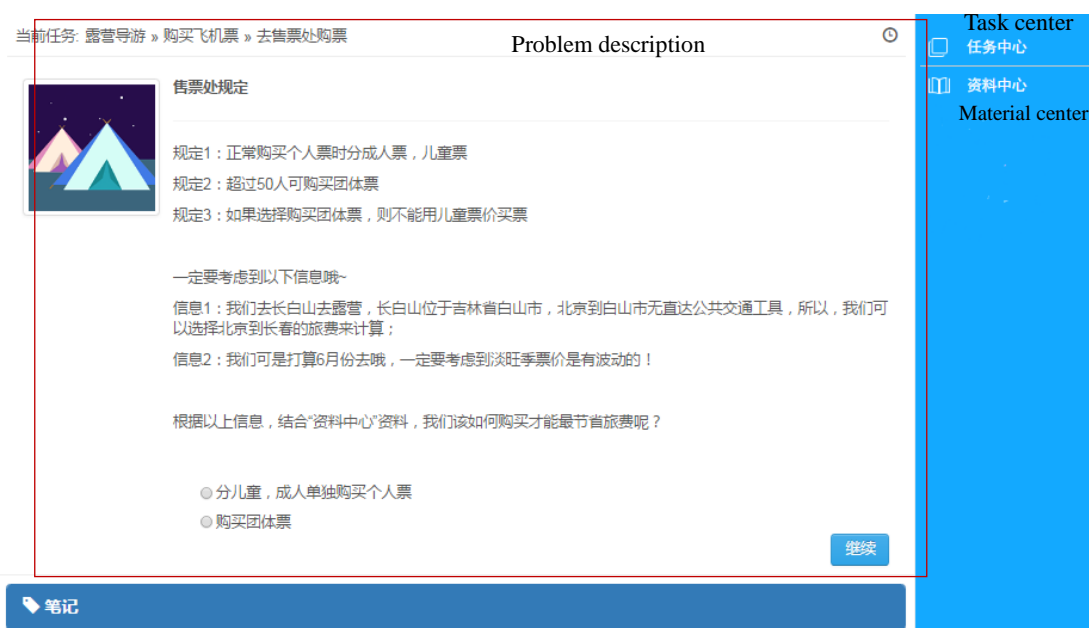 当前任务: 露营导游 » 购买飞机票 » 去售票处购票
Problem description
Task center
任务中心
资料中心
Material center
售票处规定
规定1：正常购买个人票时分成人票，儿童票
规定2：超过50人可购买团体票
规定3：如果选择购买团体票，则不能用儿童票价买票
一定要考虑到以下信息哦~
信息1：我们去长白山去露营，长白山位于吉林省白山市，北京到白山市无直达公共交通工具，所以，我们可
以选择北京到长春的旅费来计算；
信息2：我们可是打算6月份去哦，一定要考虑到淡旺季票价是有波动的！
根据以上信息，结合“资料中心”资料，我们该如何购买才能最节省旅费呢？
分儿童，成人单独购买个人票
购买团体票
继续
笔记